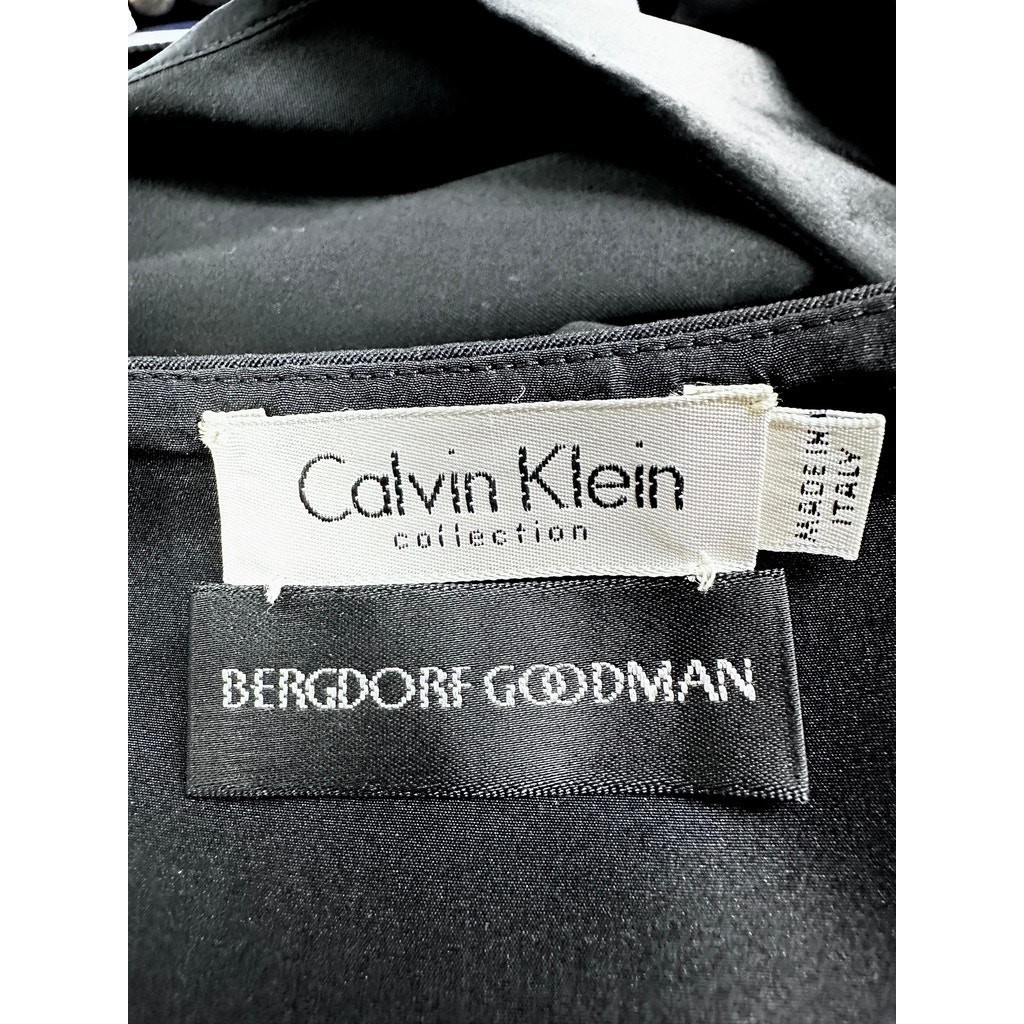 Calvin Klein
collection
MADE IN
ITALY
BERGDORF GOODMAN